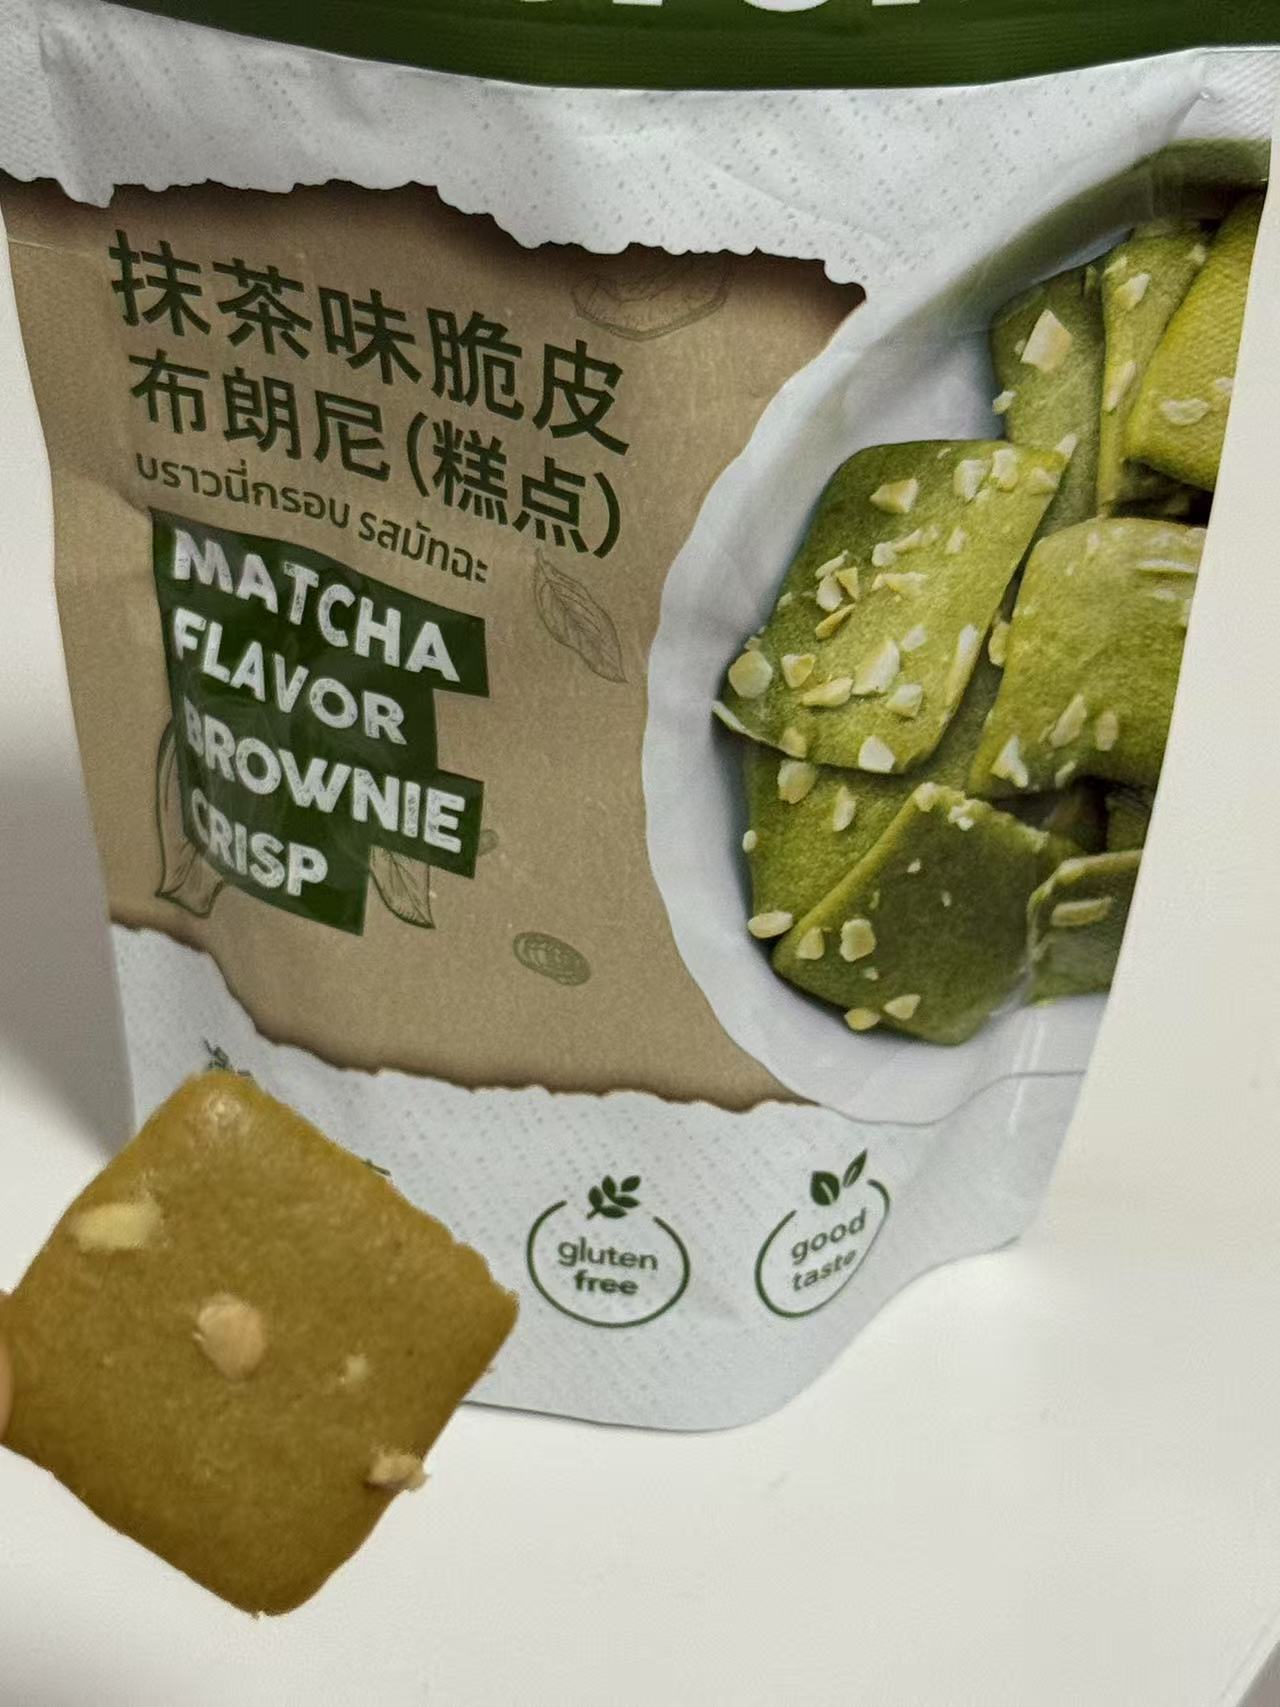 抹茶味脆皮
布朗尼(糕点)
บราวนี่กรอบ รสมัทฉะ
MATCHA
FLAVOR
BROWNIE
CRISP
gluten
free
good
taste